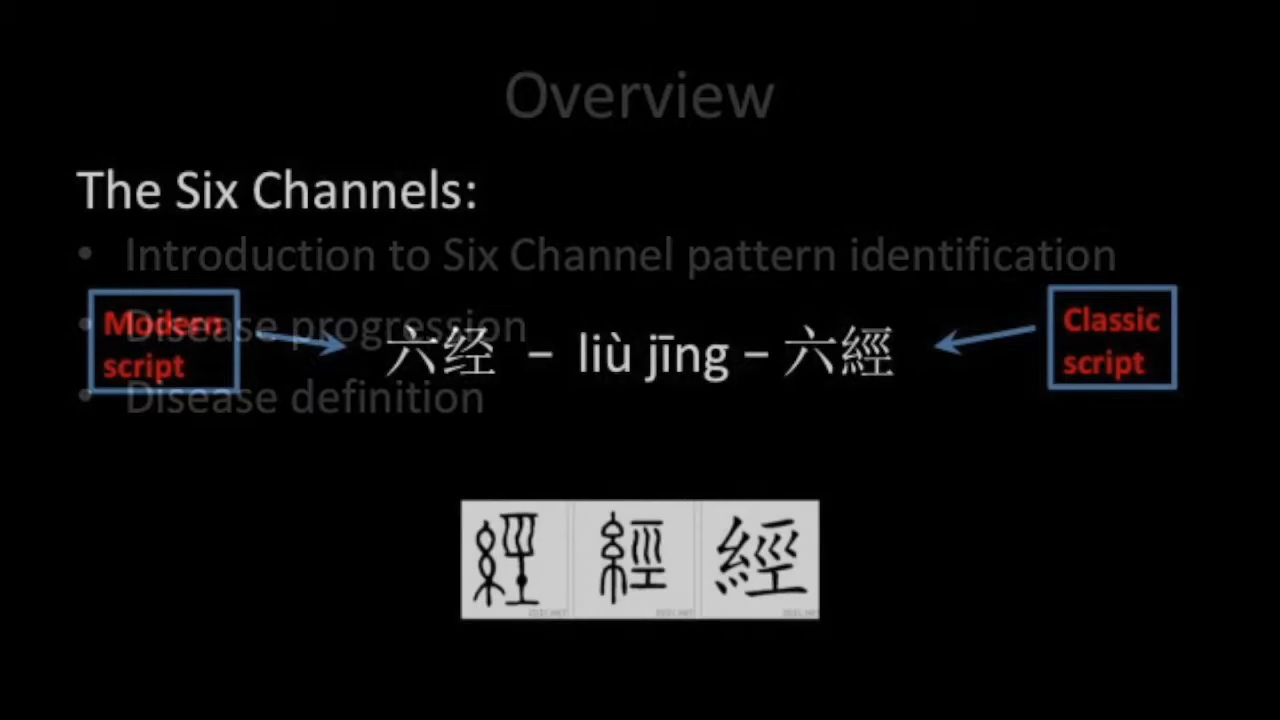 Overview
The Six Channels:
• Introduction to Six Channel pattern identification
• Disease progression
• Disease definition
Modern
script
六经 – liù jīng – 六經
Classic
script
經 經 經